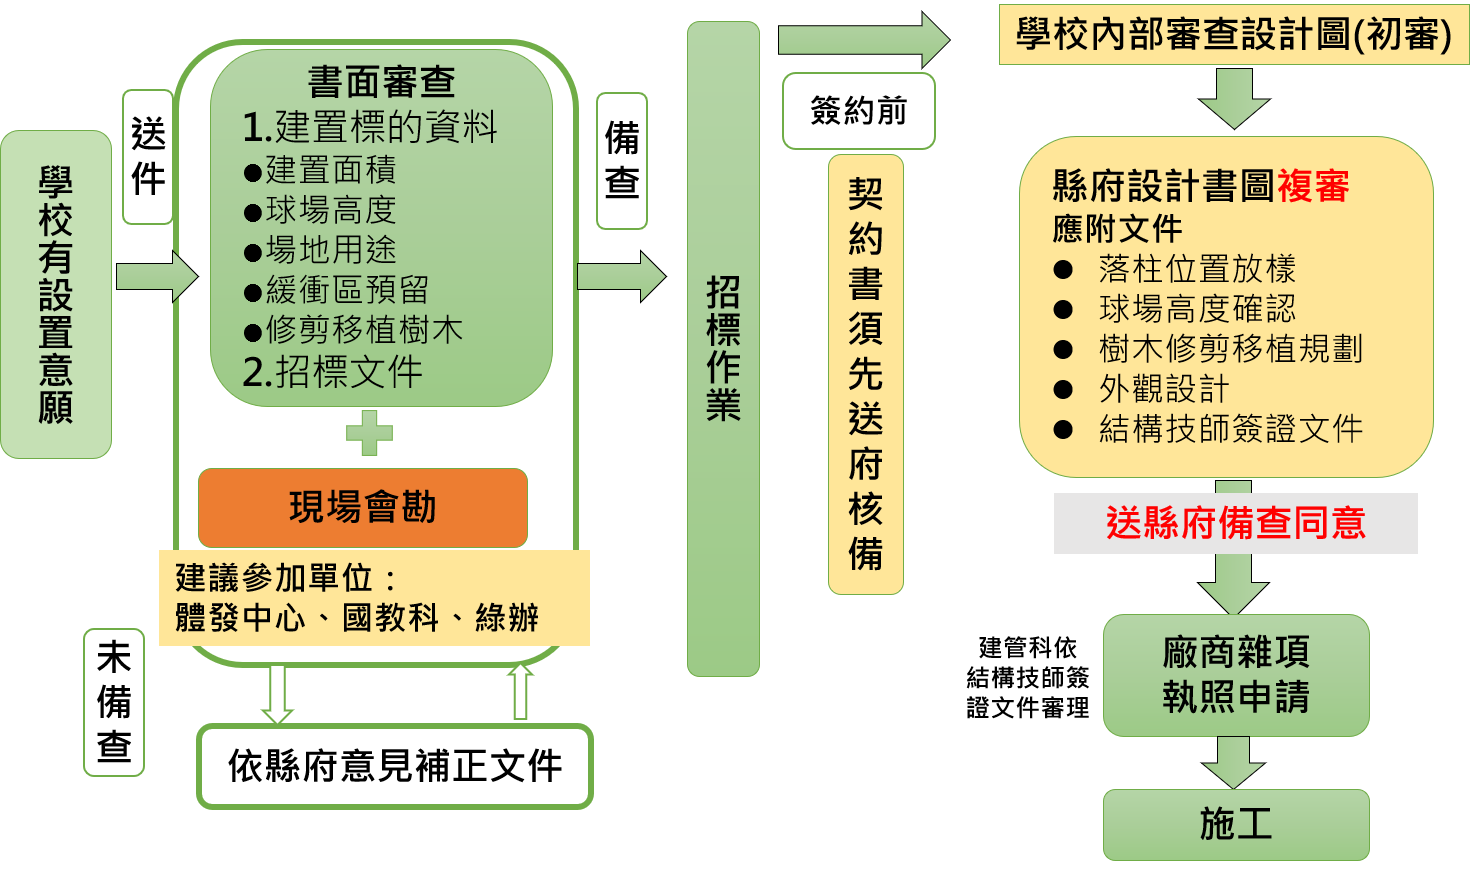 學校有設置意願
送件
書面審查
1.建置標的資料
●建置面積
●球場高度
●場地用途
●緩衝區預留
●修剪移植樹木
2.招標文件
現場會勘
建議參加單位：
體發中心、國教科、綠辦
未備查
依縣府意見補正文件
備查
招標作業
簽約前
契約書須先送府核備
學校內部審查設計圖(初審)
縣府設計書圖複審
應附文件
● 落柱位置放樣
● 球場高度確認
● 樹木修剪移植規劃
● 外觀設計
● 結構技師簽證文件
送縣府備查同意
建管科依
結構技師簽
證文件審理
廠商雜項
執照申請
施工